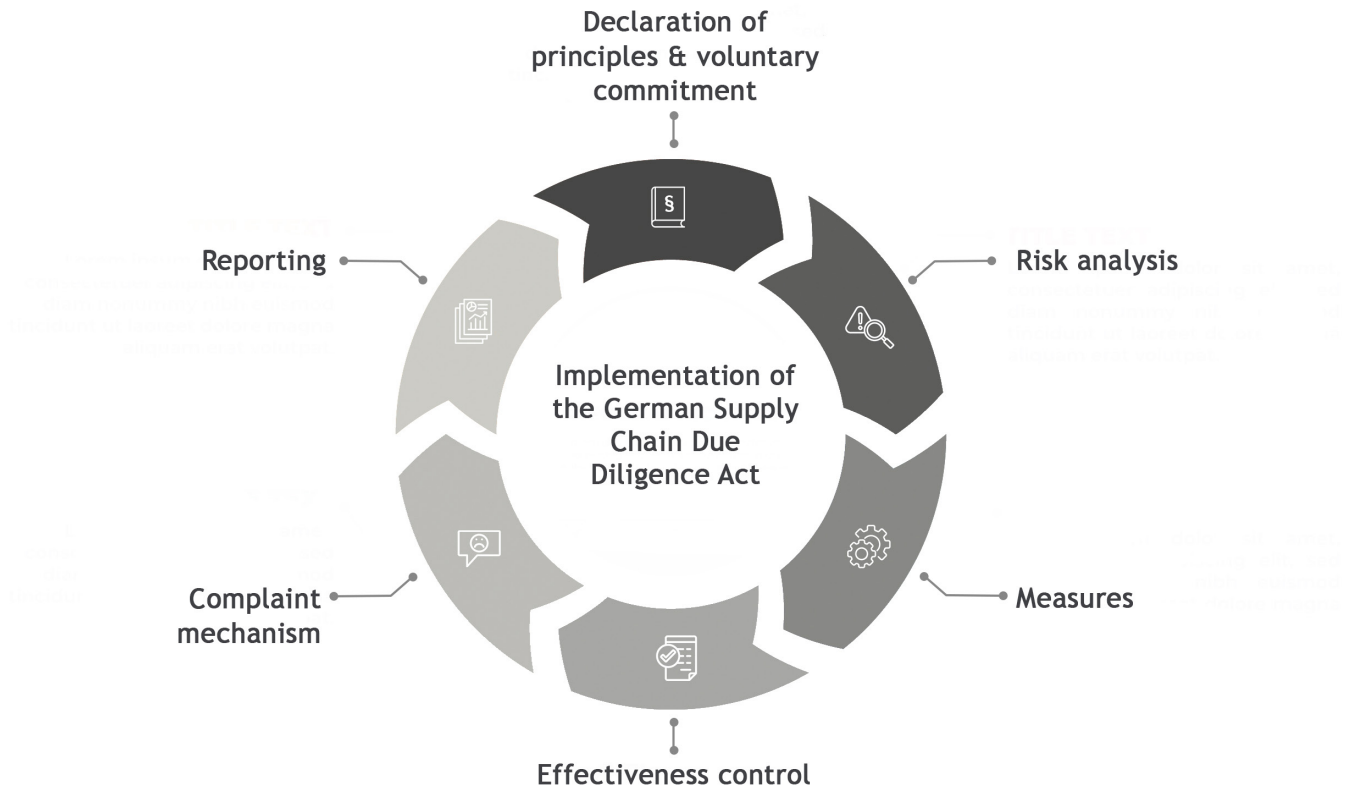 Declaration of
principles & voluntary
commitment
§
Reporting
Risk analysis
Implementation of
the German Supply
Chain Due
Diligence Act
Complaint
mechanism
Measures
Effectiveness control